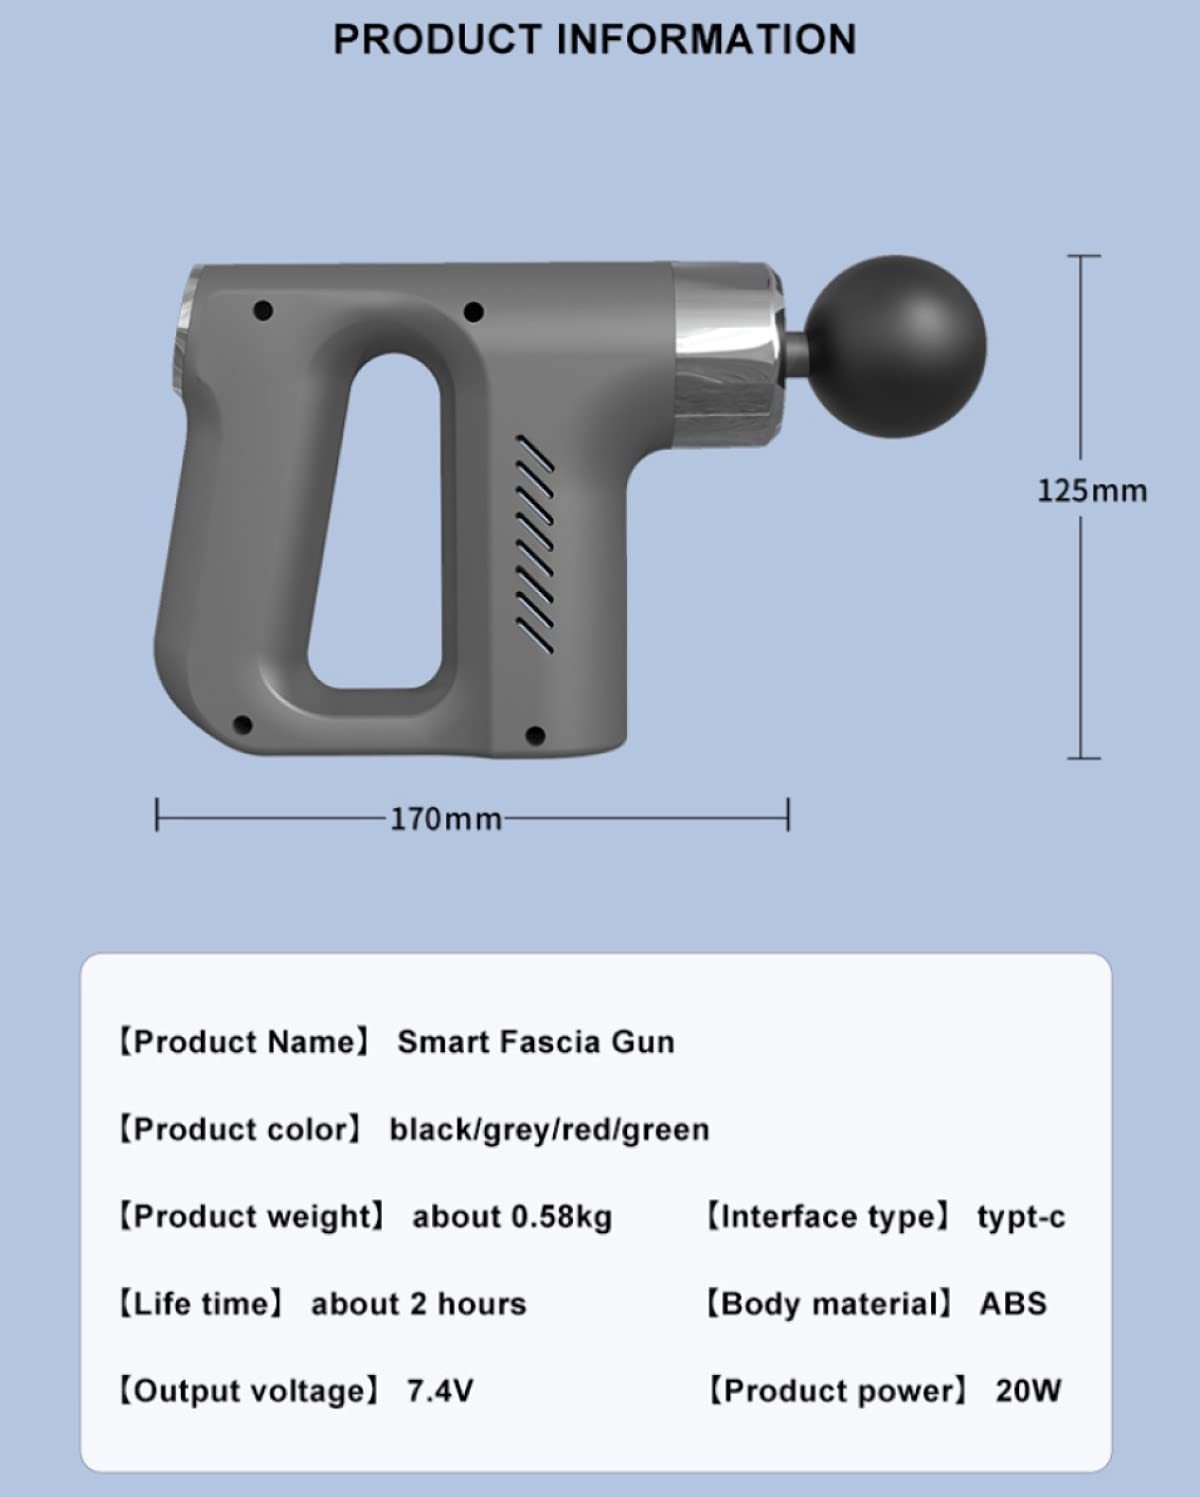 PRODUCT INFORMATION
125mm
170mm
【Product Name】 Smart Fascia Gun
【Product color】 black/grey/red/green
【Product weight】 about 0.58kg 【Interface type】 typt-c
【Life time】 about 2 hours 【Body material】 ABS
【Output voltage】 7.4V 【Product power】 20W